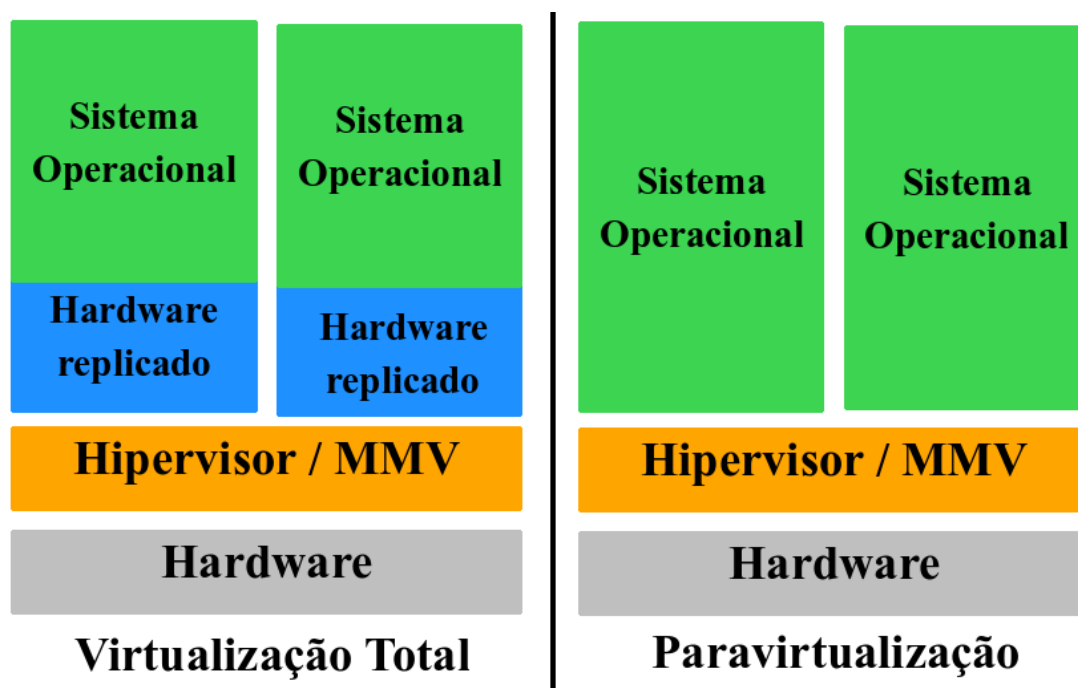 Sistema
Operacional
Hardware
replicado
Sistema
Operacional
Hardware
replicado
Hipervisor / MMV
Hardware
Virtualização Total
Sistema
Operacional
Sistema
Operacional
Hipervisor / MMV
Hardware
Paravirtualização